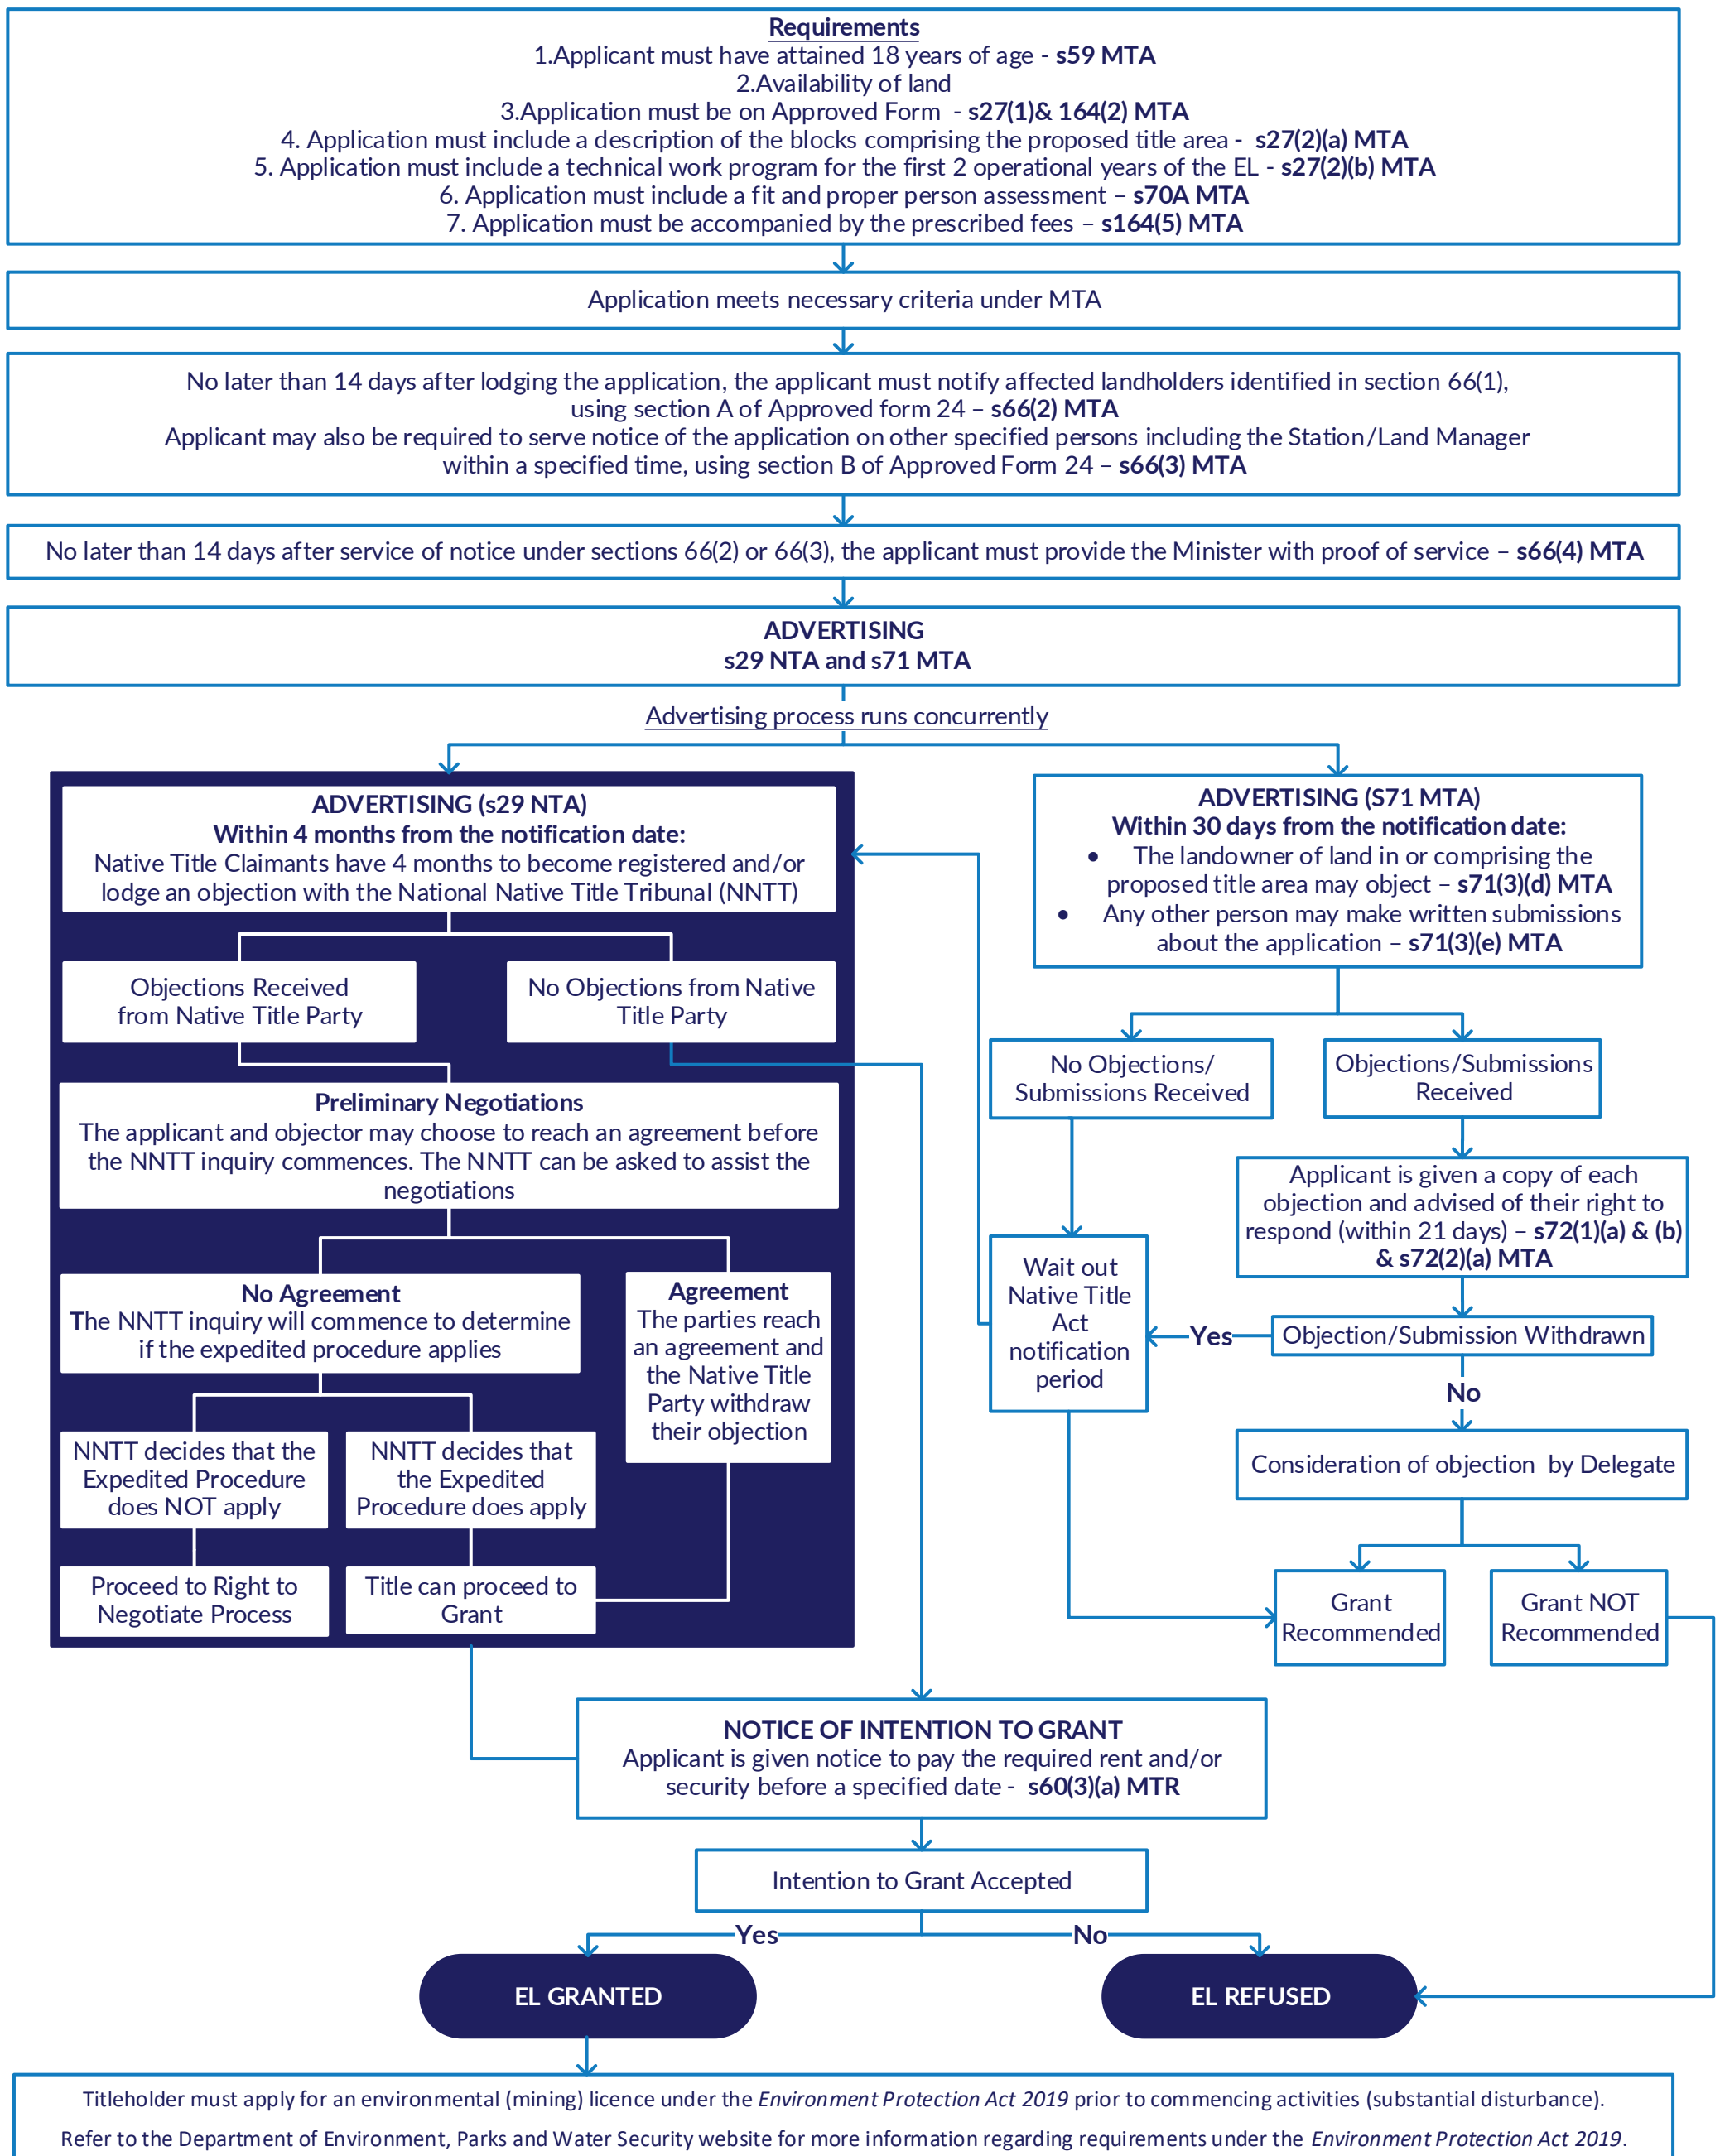 Requirements
1.Applicant must have attained 18 years of age - s59 MTA
2.Availability of land
3.Application must be on Approved Form - s27(1)& 164(2) MTA
4. Application must include a description of the blocks comprising the proposed title area - s27(2)(a) MTA
5. Application must include a technical work program for the first 2 operational years of the EL - s27(2)(b) MTA
6. Application must include a fit and proper person assessment – s70A MTA
7. Application must be accompanied by the prescribed fees – s164(5) MTA
Application meets necessary criteria under MTA
No later than 14 days after lodging the application, the applicant must notify affected landholders identified in section 66(1),
using section A of Approved form 24 – s66(2) MTA
Applicant may also be required to serve notice of the application on other specified persons including the Station/Land Manager
within a specified time, using section B of Approved Form 24 – s66(3) MTA
No later than 14 days after service of notice under sections 66(2) or 66(3), the applicant must provide the Minister with proof of service – s66(4) MTA
ADVERTISING
s29 NTA and s71 MTA
Advertising process runs concurrently
ADVERTISING (s29 NTA)
Within 4 months from the notification date:
Native Title Claimants have 4 months to become registered and/or
lodge an objection with the National Native Title Tribunal (NNTT)
Objections Received
from Native Title Party
No Objections from Native
Title Party
Preliminary Negotiations
The applicant and objector may choose to reach an agreement before
the NNTT inquiry commences. The NNTT can be asked to assist the
negotiations
No Agreement
The NNTT inquiry will commence to determine
if the expedited procedure applies
Agreement
The parties reach
an agreement and
the Native Title
Party withdraw
their objection
NNTT decides that the
Expedited Procedure
does NOT apply
NNTT decides that
the Expedited
Procedure does apply
Proceed to Right to
Negotiate Process
Title can proceed to
Grant
ADVERTISING (S71 MTA)
Within 30 days from the notification date:
• The landowner of land in or comprising the
proposed title area may object – s71(3)(d) MTA
• Any other person may make written submissions
about the application – s71(3)(e) MTA
No Objections/
Submissions Received
Objections/Submissions
Received
Applicant is given a copy of each
objection and advised of their right to
respond (within 21 days) – s72(1)(a) & (b)
& s72(2)(a) MTA
Wait out
Native Title
Act
notification
period
Yes
Objection/Submission Withdrawn
No
Consideration of objection by Delegate
Grant
Recommended
Grant NOT
Recommended
NOTICE OF INTENTION TO GRANT
Applicant is given notice to pay the required rent and/or
security before a specified date - s60(3)(a) MTR
Intention to Grant Accepted
Yes
No
EL GRANTED
EL REFUSED
Titleholder must apply for an environmental (mining) licence under the Environment Protection Act 2019 prior to commencing activities (substantial disturbance).
Refer to the Department of Environment, Parks and Water Security website for more information regarding requirements under the Environment Protection Act 2019.